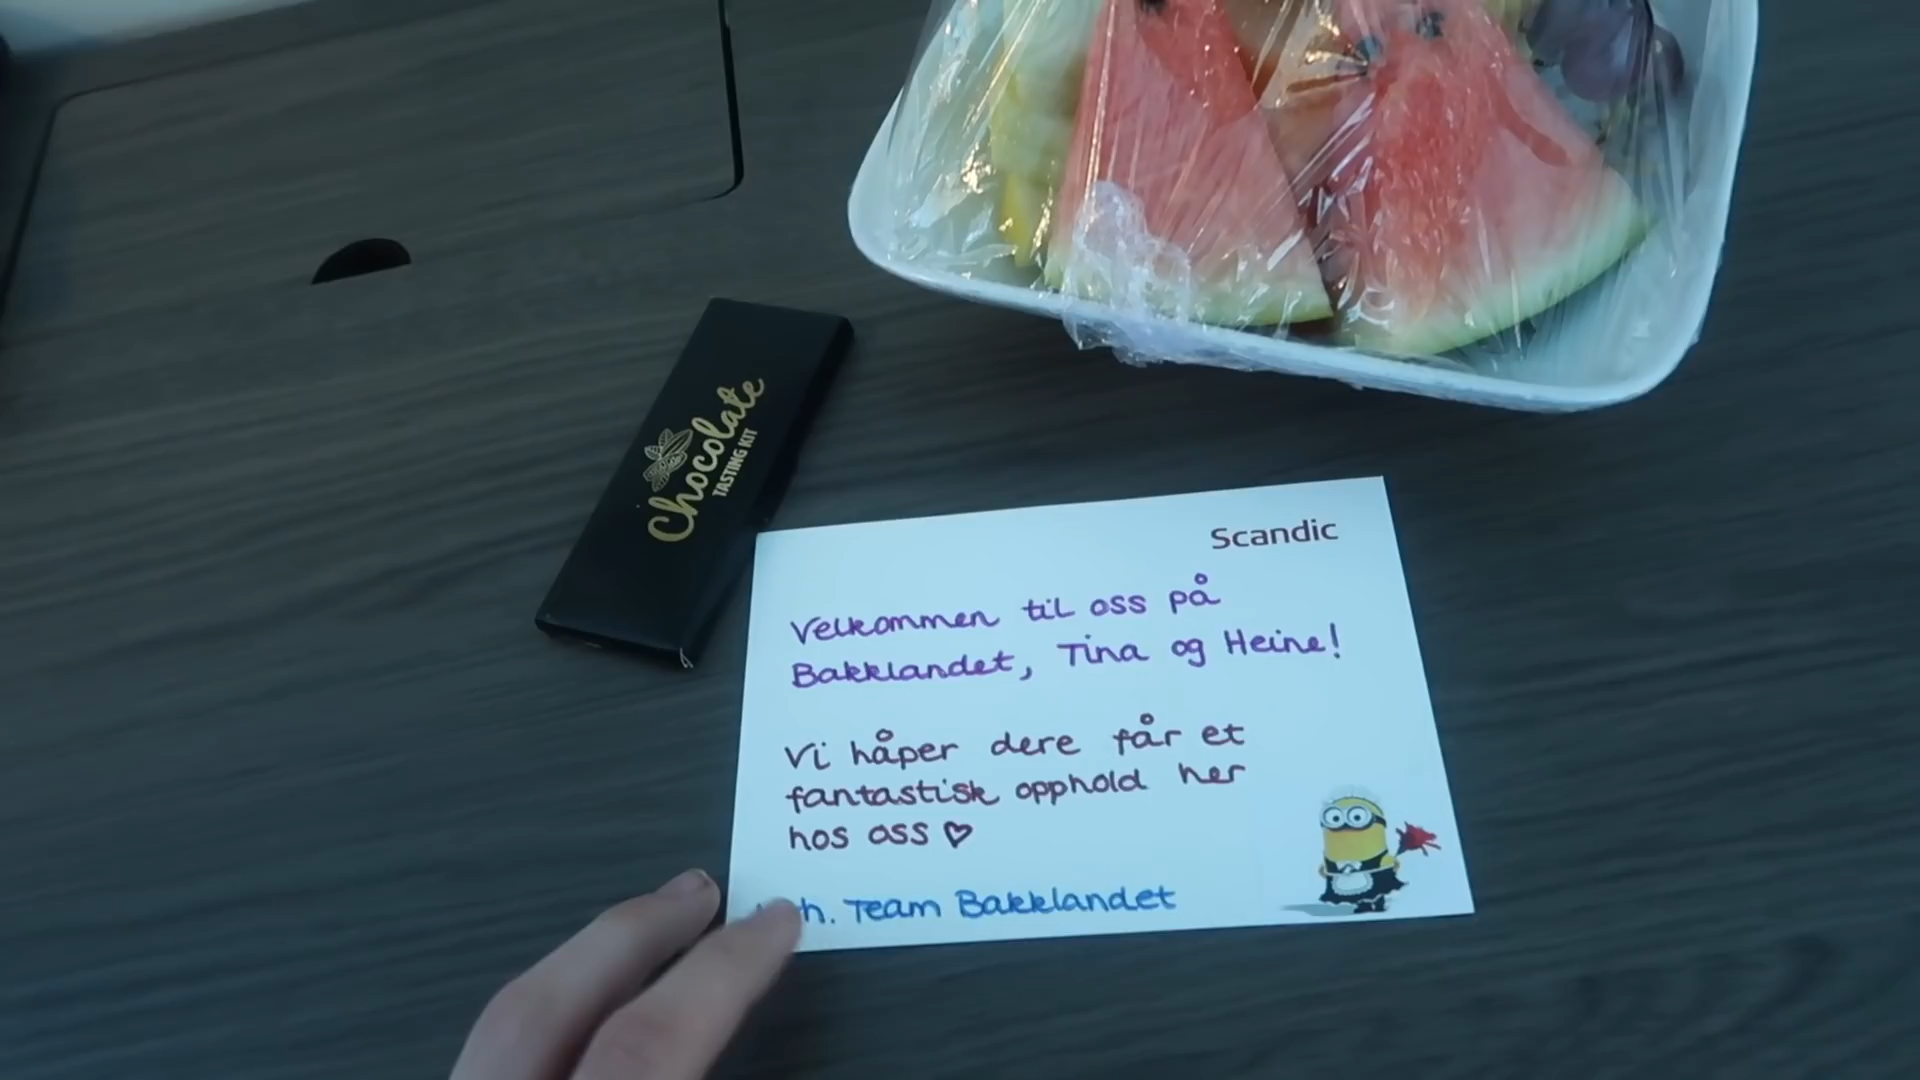 Chocolate
TASTING KIT
Scandic
Velkommen til oss på
Bakklandet, Tina og Heine!
Vi håper dere får et
fantastisk opphold her
hos oss ♡
h. Team Bakklandet